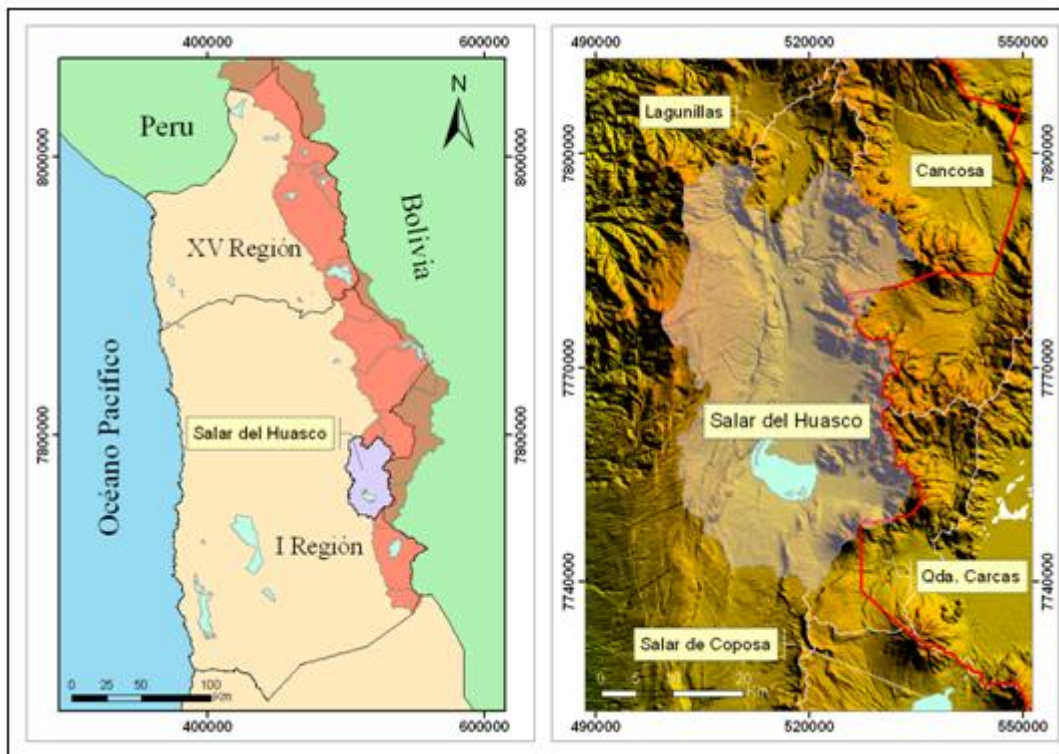 400000
600000
N
Peru
8000000
8000000
Bolivia
XV Región
Océano Pacífico
Salar del Huasco
7800000
7800000
I Región
0 25 50 100
Km
400000
600000
490000
520000
550000
Lagunillas
7800000
7800000
Cancosa
7770000
7770000
Salar del Huasco
7740000
7740000
Qda. Carcas
Salar de Coposa
0 5 10 20
Km
490000
520000
550000